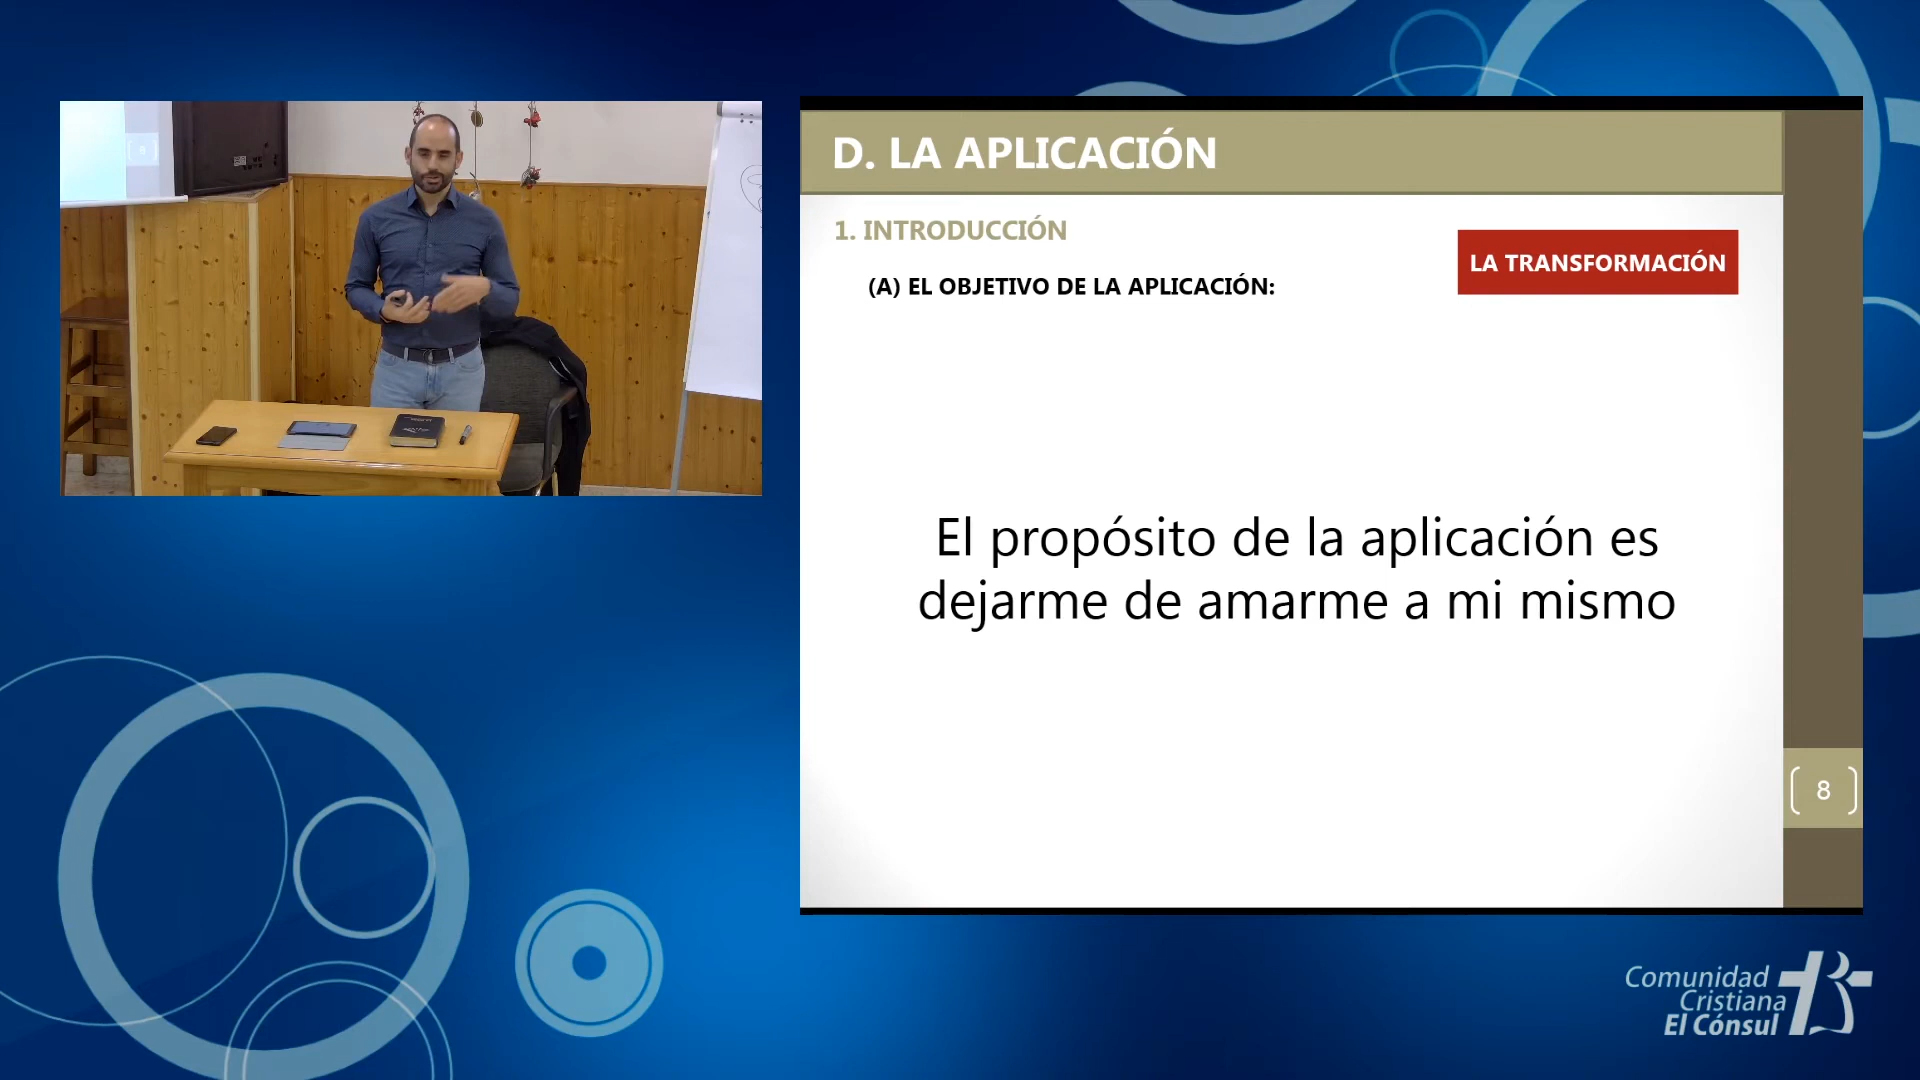 D. LA APLICACIÓN
1. INTRODUCCIÓN
LA TRANSFORMACIÓN
(A) EL OBJETIVO DE LA APLICACIÓN:
El propósito de la aplicación es
dejarme de amarme a mi mismo
8
Comunidad
Cristiana
El Cónsul